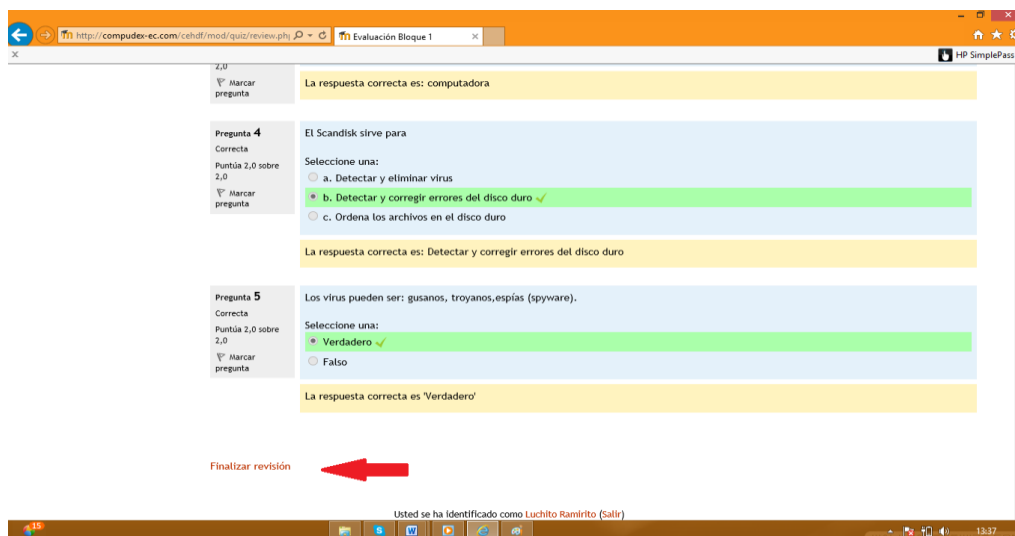 http://compudex-ec.com/cehdf/mod/quiz/review.php
Evaluación Bloque 1
HP SimplePass
2,0
Marcar
pregunta
La respuesta correcta es: computadora
Pregunta 4
Correcta
Puntúa 2,0 sobre
2,0
Marcar
pregunta
El Scandisk sirve para
Seleccione una:
a. Detectar y eliminar virus
b. Detectar y corregir errores del disco duro
c. Ordena los archivos en el disco duro
La respuesta correcta es: Detectar y corregir errores del disco duro
Pregunta 5
Correcta
Puntúa 2,0 sobre
2,0
Marcar
pregunta
Los virus pueden ser: gusanos, troyanos,espías (spyware).
Seleccione una:
Verdadero
Falso
La respuesta correcta es 'Verdadero'
Finalizar revisión
Usted se ha identificado como Luchito Ramirito (Salir)
15
13:37